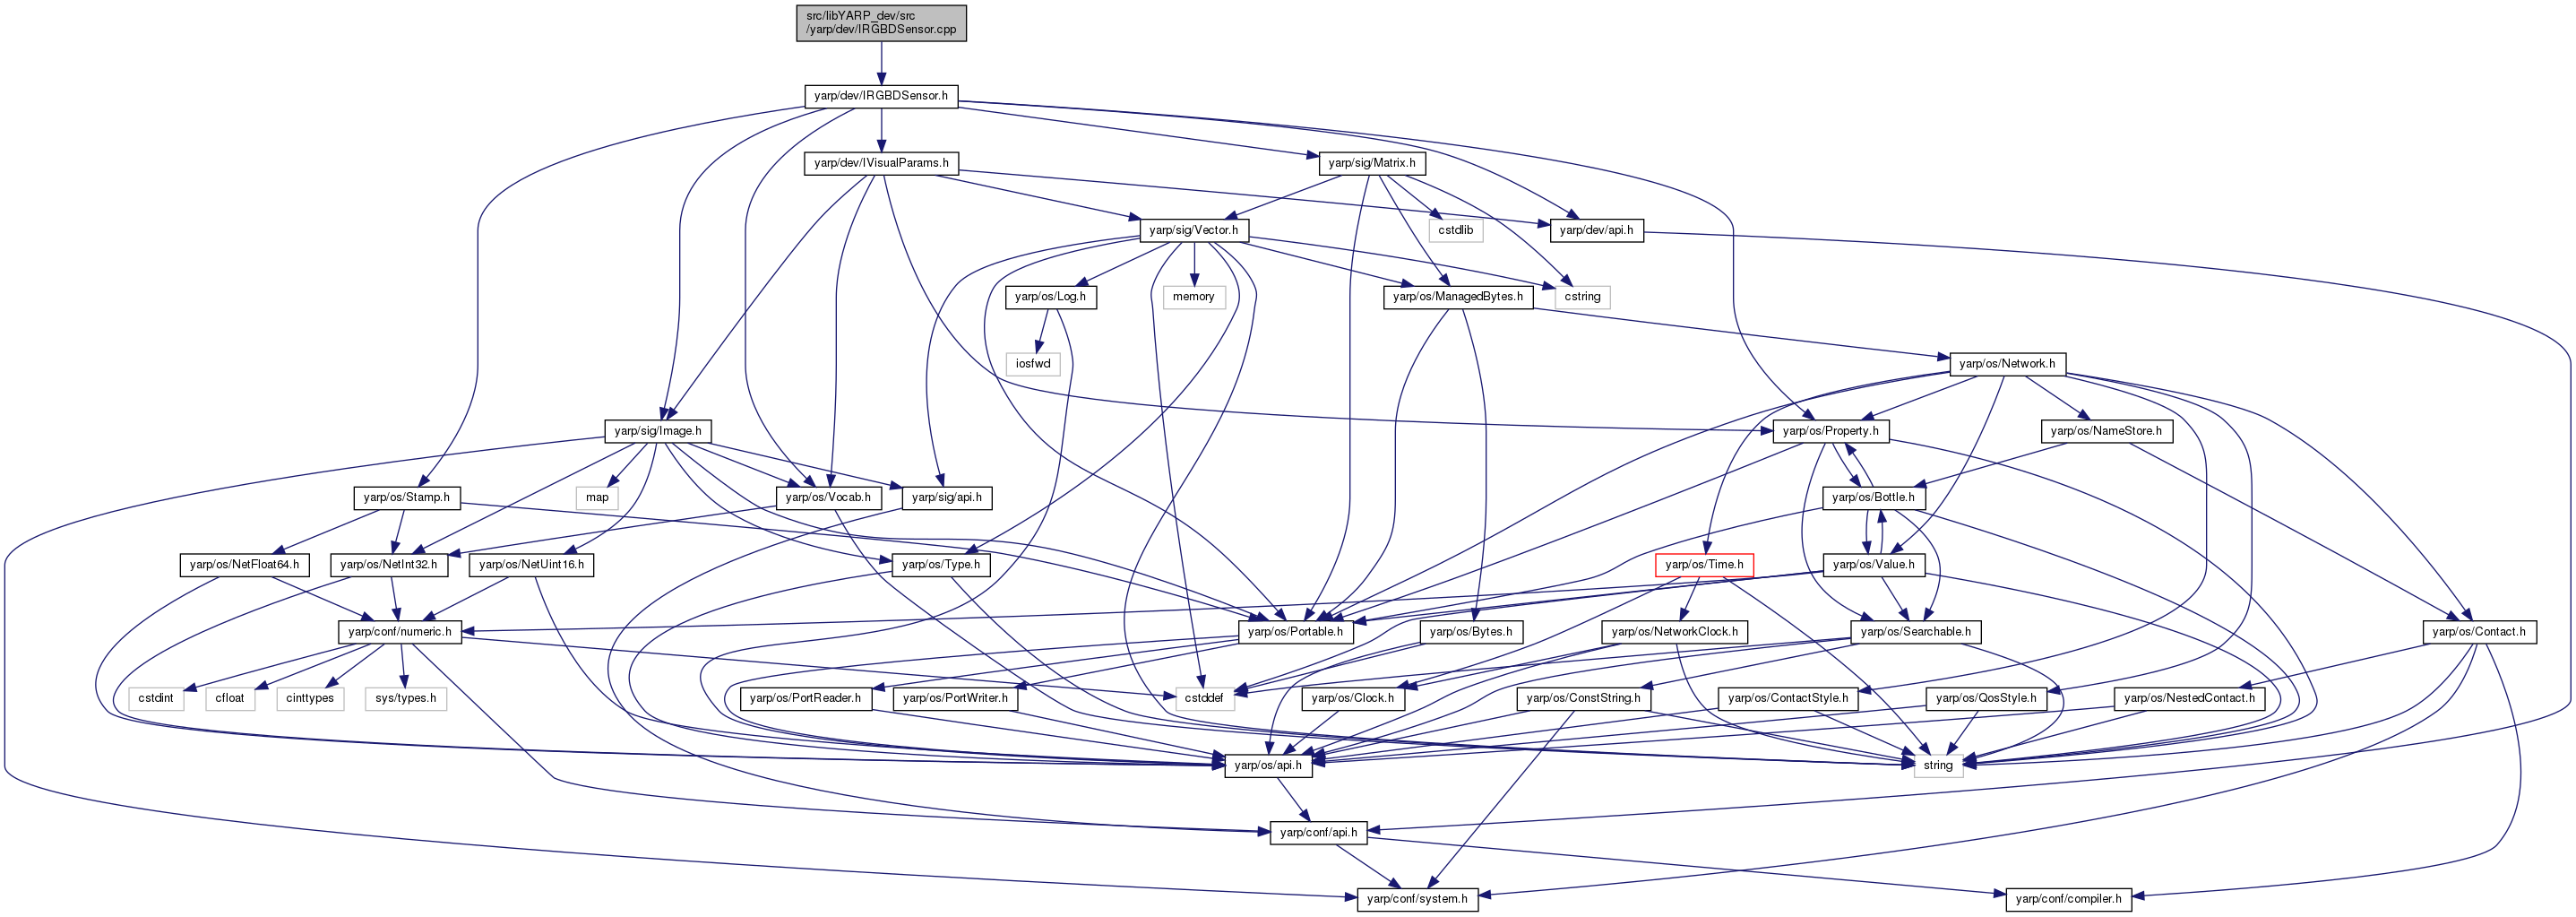 src/libYARP_dev/src
/yarp/dev/IRGBDSensor.cpp
yarp/dev/IRGBDSensor.h
yarp/dev/IVisualParams.h
yarp/sig/Matrix.h
yarp/sig/Vector.h
cstdlib
yarp/dev/api.h
yarp/os/Log.h
memory
yarp/os/ManagedBytes.h
cstring
iosfwd
yarp/os/Network.h
yarp/sig/Image.h
yarp/os/Property.h
yarp/os/NameStore.h
yarp/os/Stamp.h
map
yarp/os/Vocab.h
yarp/sig/api.h
yarp/os/Bottle.h
yarp/os/NetFloat64.h
yarp/os/NetInt32.h
yarp/os/NetUint16.h
yarp/os/Type.h
yarp/os/Time.h
yarp/os/Value.h
yarp/conf/numeric.h
yarp/os/Portable.h
yarp/os/Bytes.h
yarp/os/NetworkClock.h
yarp/os/Searchable.h
yarp/os/Contact.h
cstdint
cfloat
cinttypes
sys/types.h
yarp/os/PortReader.h
yarp/os/PortWriter.h
cstddef
yarp/os/Clock.h
yarp/os/ConstString.h
yarp/os/ContactStyle.h
yarp/os/QosStyle.h
yarp/os/NestedContact.h
yarp/os/api.h
string
yarp/conf/api.h
yarp/conf/system.h
yarp/conf/compiler.h